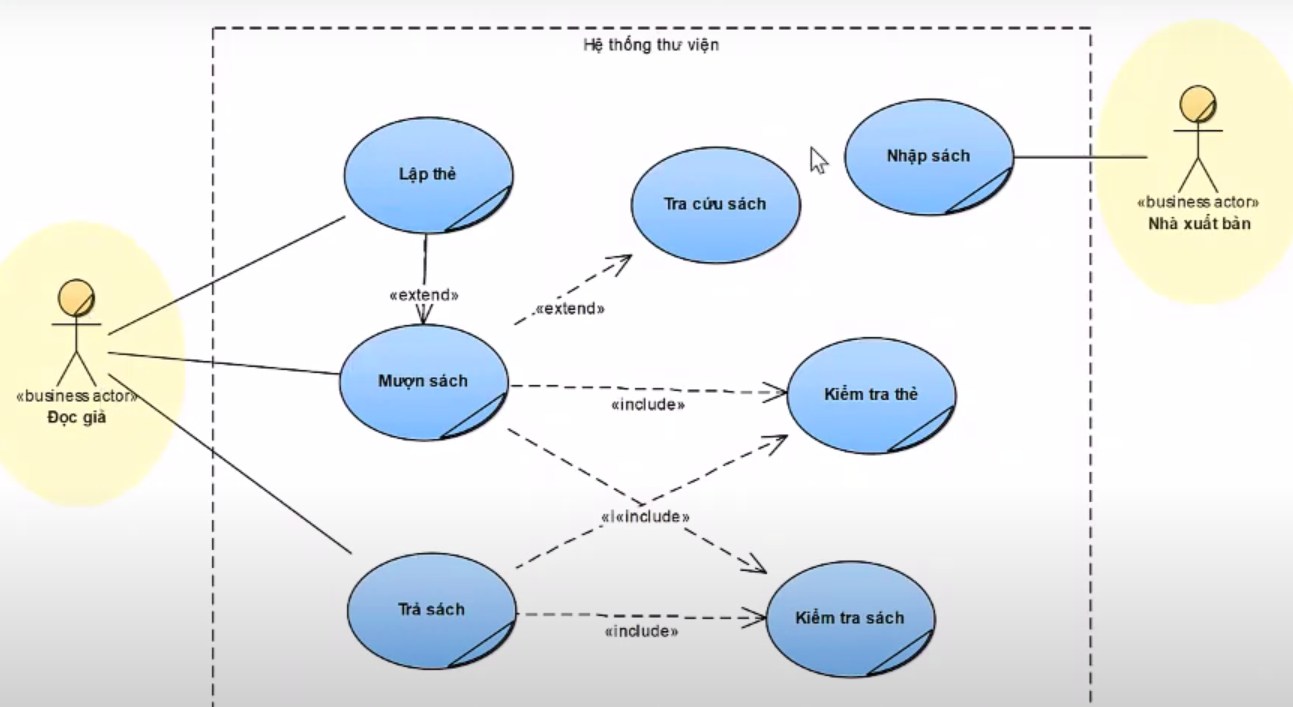 Hệ thống thư viện
Lập thẻ
Tra cứu sách
Nhập sách
«business actor»
Nhà xuất bản
«extend»
«extend»
Mượn sách
«include»
Kiểm tra thẻ
«business actor»
Đọc giả
«i«include»
Trả sách
«include»
Kiểm tra sách